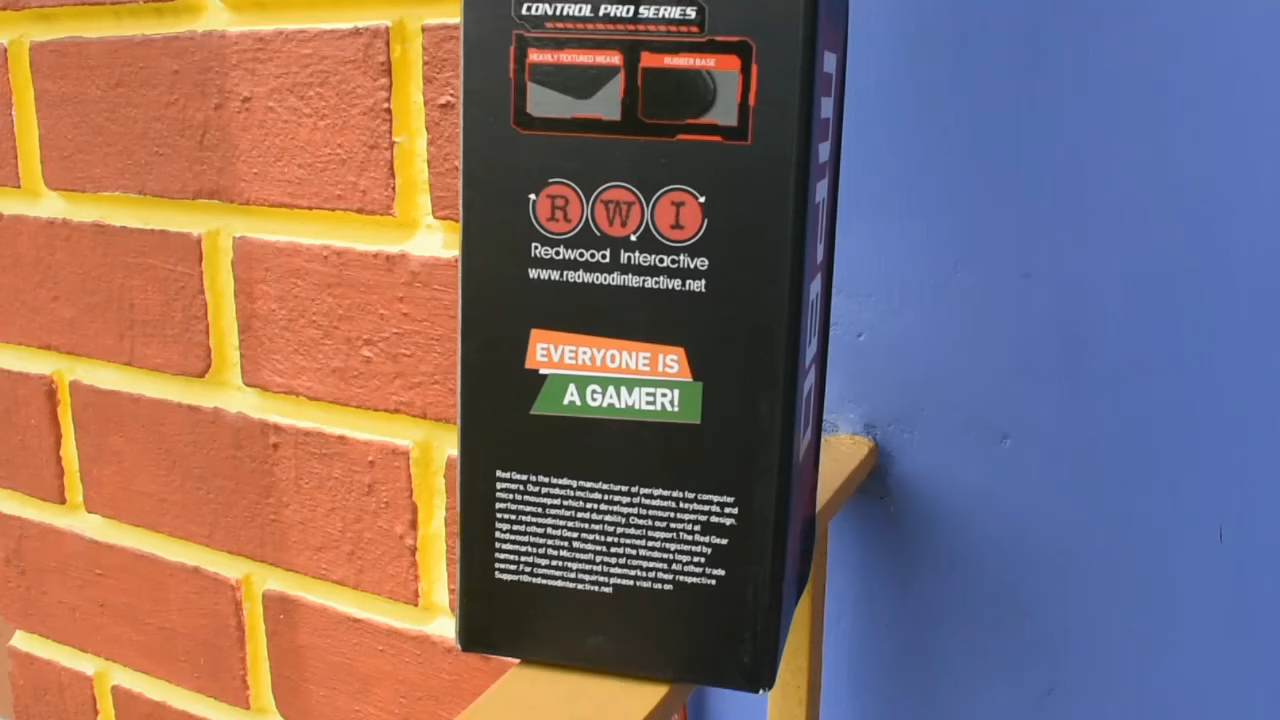 CONTROL PRO SERIES
HEAVILY TEXTURED WEAVE
RUBBER BASE
R W I
Redwood Interactive
www.redwoodinteractive.net
EVERYONE IS
A GAMER!
Red Gear is the leading manufacturer of peripherals for computer
gamers. Our products include a range of headsets, keyboards, and
mice to mousepad which are developed to ensure superior design,
performance, comfort and durability. Check our world at
www.redwoodinteractive.net for product support.The Red Gear
logo and other Red Gear marks are owned and registered by
Redwood Interactive. Windows, and the Windows logo are
trademarks of the Microsoft group of companies. All other trade
names and logo are registered trademarks of their respective
owner.For commercial inquiries please visit us on
Support@redwoodinteractive.net